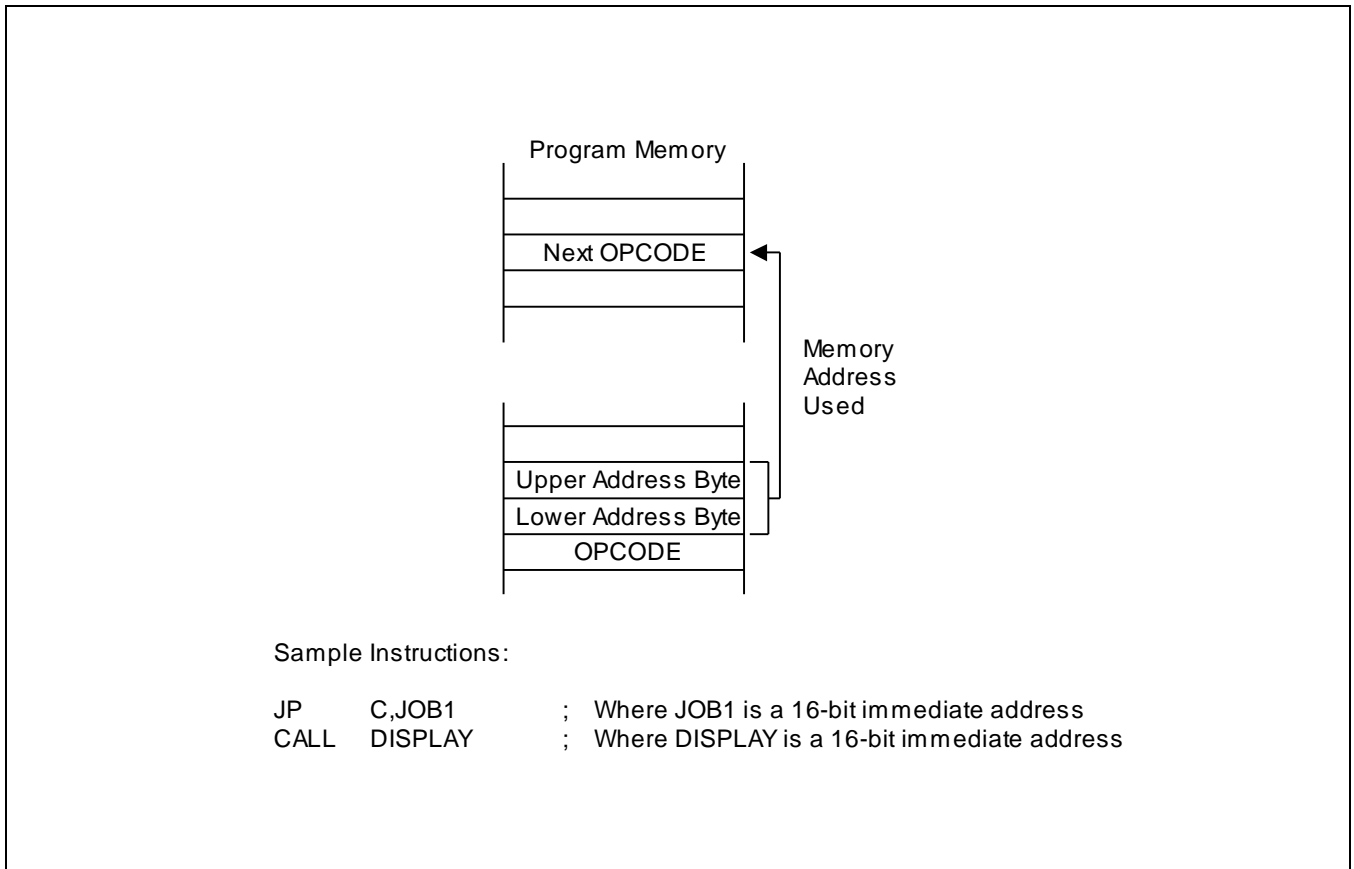 Program Memory
Next OPCODE
Memory
Address
Used
Upper Address Byte
Lower Address Byte
OPCODE
Sample Instructions:
JP C,JOB1 ; Where JOB1 is a 16-bit immediate address
CALL DISPLAY ; Where DISPLAY is a 16-bit immediate address